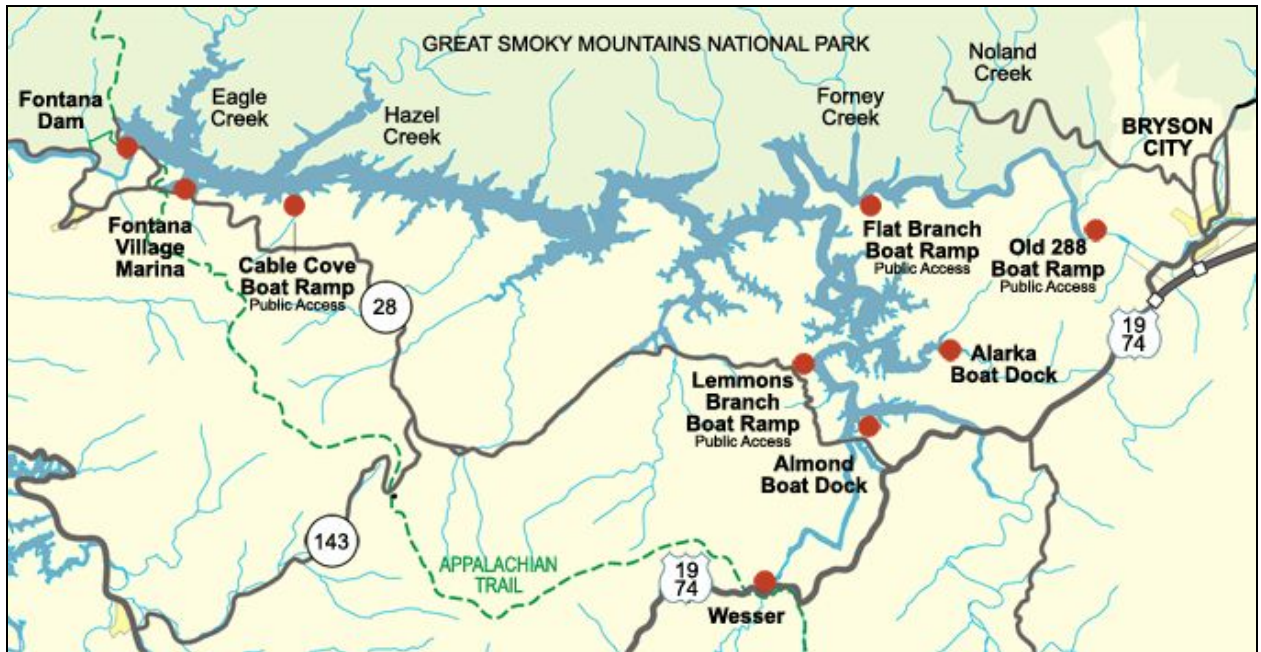 GREAT SMOKY MOUNTAINS NATIONAL PARK
Noland
Creek
Fontana
Dam
Eagle
Creek
Hazel
Creek
Forney
Creek
BRYSON
CITY
Fontana
Village
Marina
Cable Cove
Boat Ramp
Public Access
28
Flat Branch
Boat Ramp
Public Access
Old 288
Boat Ramp
Public Access
19
74
Alarka
Boat Dock
Lemmons
Branch
Boat Ramp
Public Access
Almond
Boat Dock
143
APPALACHIAN
TRAIL
19
74
Wesser